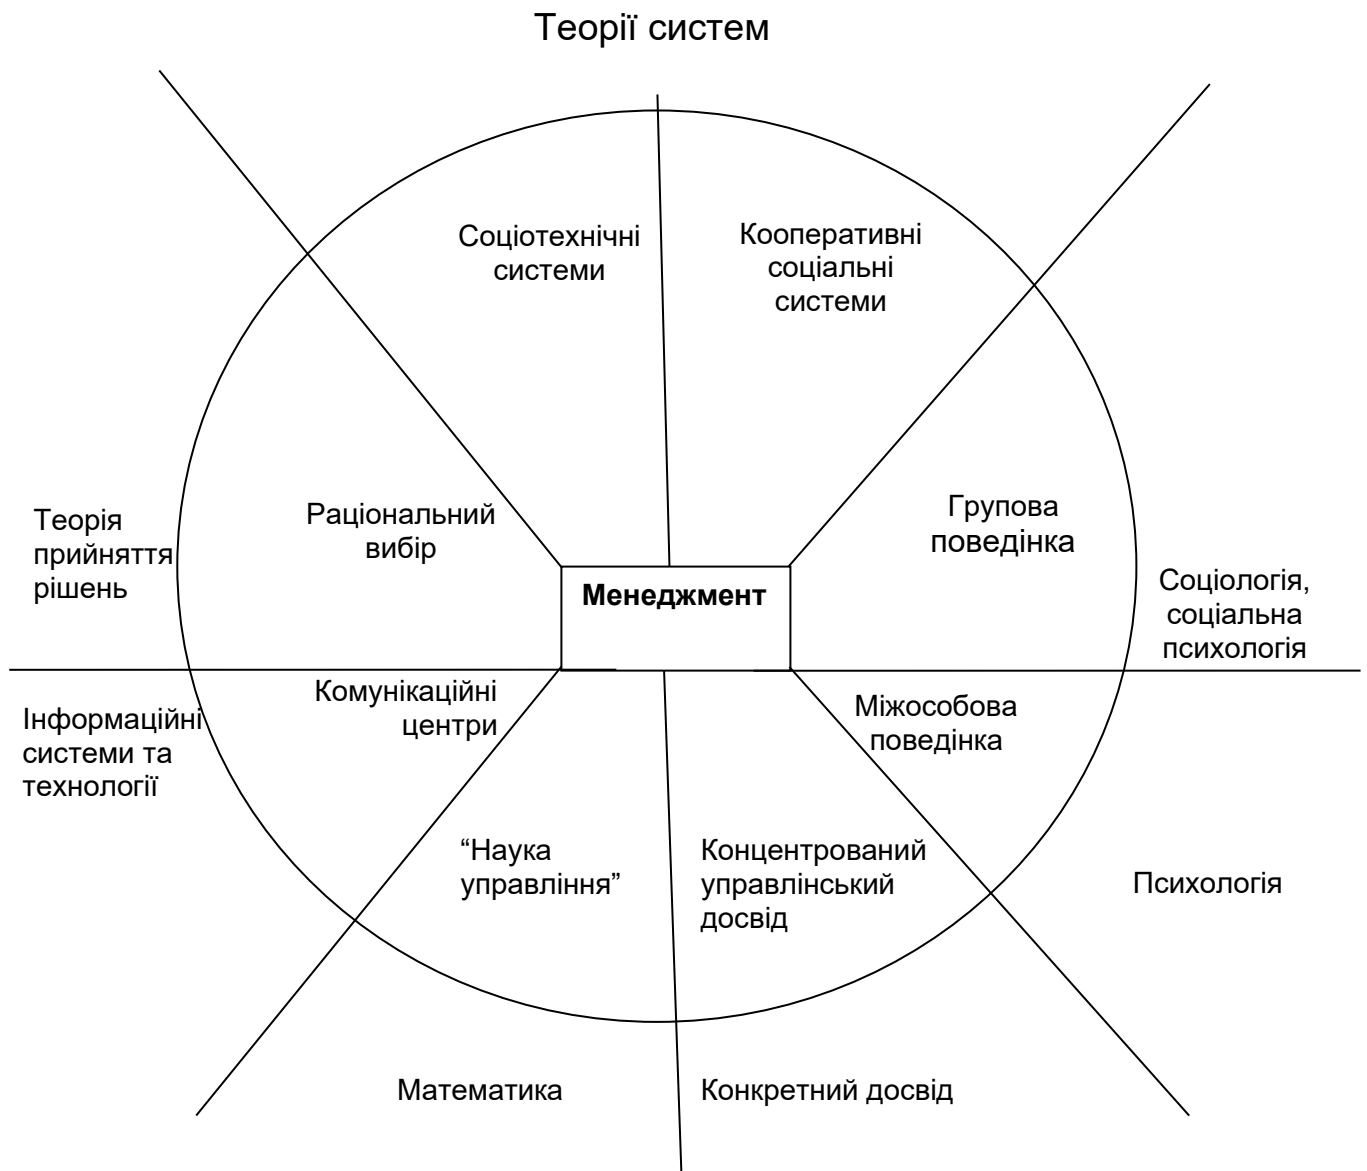 Теорії систем
Соціотехнічні
системи
Кооперативні
соціальні
системи
Теорія
прийняття
рішень
Раціональний
вибір
Групова
поведінка
Менеджмент
Соціологія,
соціальна
психологія
Інформаційні
системи та
технології
Комунікаційні
центри
Міжособова
поведінка
“Наука
управління”
Концентрований
управлінський
досвід
Психологія
Математика
Конкретний досвід